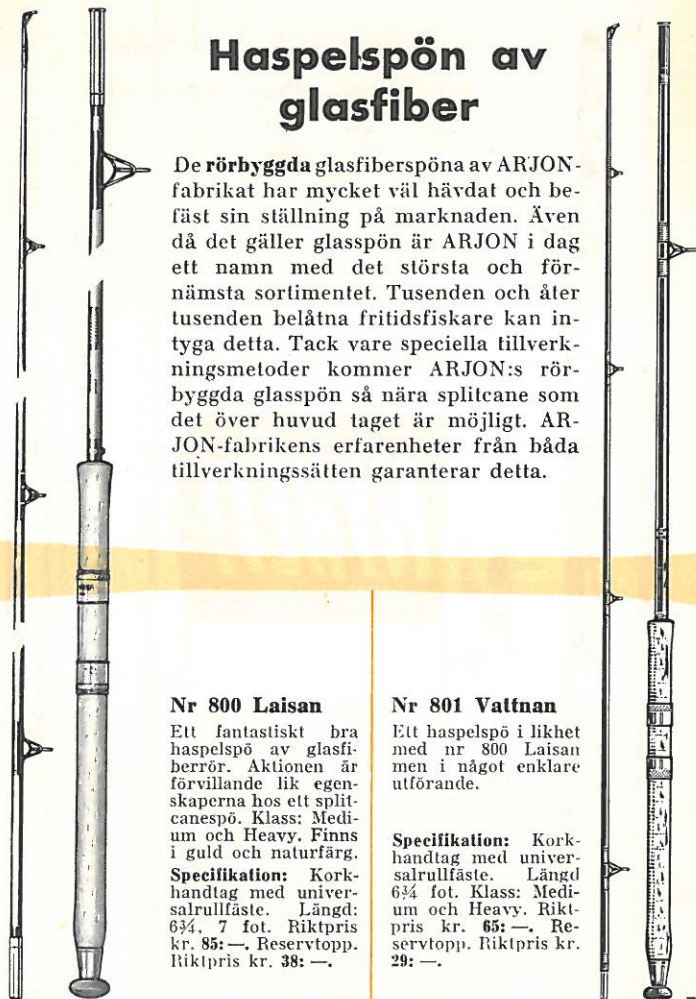 Haspelspön av
glasfiber
De rörbyggda glasfiberspöna av ARJON-
fabrikat har mycket väl hävdat och be-
fäst sin ställning på marknaden. Även
då det gäller glasspön är ARJON i dag
ett namn med det största och för-
nämsta sortimentet. Tusenden och åter
tusenden belåtna fritidsfiskare kan in-
tyga detta. Tack vare speciella tillverk-
ningsmetoder kommer ARJON:s rör-
byggda glasspön så nära splitcane som
det över huvud taget är möjligt. AR-
JON-fabrikens erfarenheter från båda
tillverkningssätten garanterar detta.
Nr 800 Laisan
Ett fantastiskt bra
haspelspö av glasfi-
berrör. Aktionen är
förvillande lik egen-
skaperna hos ett split-
canespö. Klass: Medi-
um och Heavy. Finns
i guld och naturfärg.
Specifikation: Kork-
handtag med univer-
salrullfäste. Längd:
6¾, 7 fot. Riktpris
kr. 85: —. Reservtopp.
Riktpris kr. 38: —.
Nr 801 Vattnan
Ett haspelspö i likhet
med nr 800 Laisan
men i något enklare
utförande.
Specifikation: Kork-
handtag med univer-
salrullfäste. Längd
6¾ fot. Klass: Medi-
um och Heavy. Rikt-
pris kr. 65: —. Re-
servtopp. Riktpris kr.
29: —.